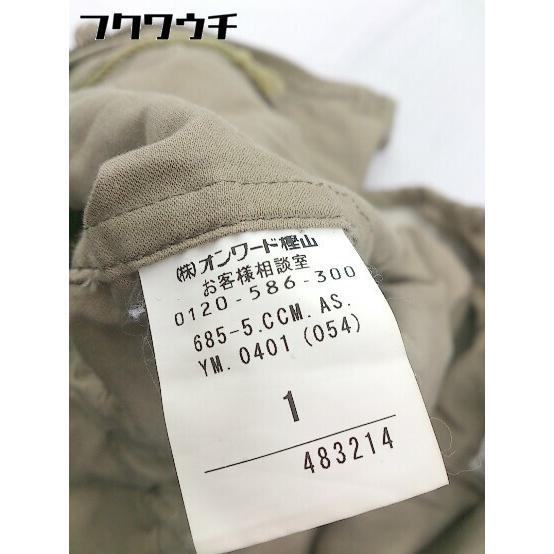 フクワウチ
(株)オンワード樫山
お客様相談室
0120-586-300
685-5.CCM.AS.
YM.0401(054)
1
483214